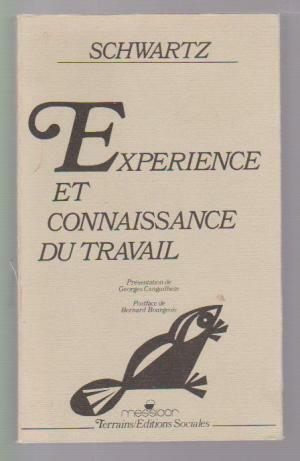 SCHWARTZ
EXPERIENCE
ET
CONNAISSANCE
DU TRAVAIL
Présentation de
Georges Canguilhem
Postface de
Bernard Bourgeois
messidor
Terrains/Editions Sociales